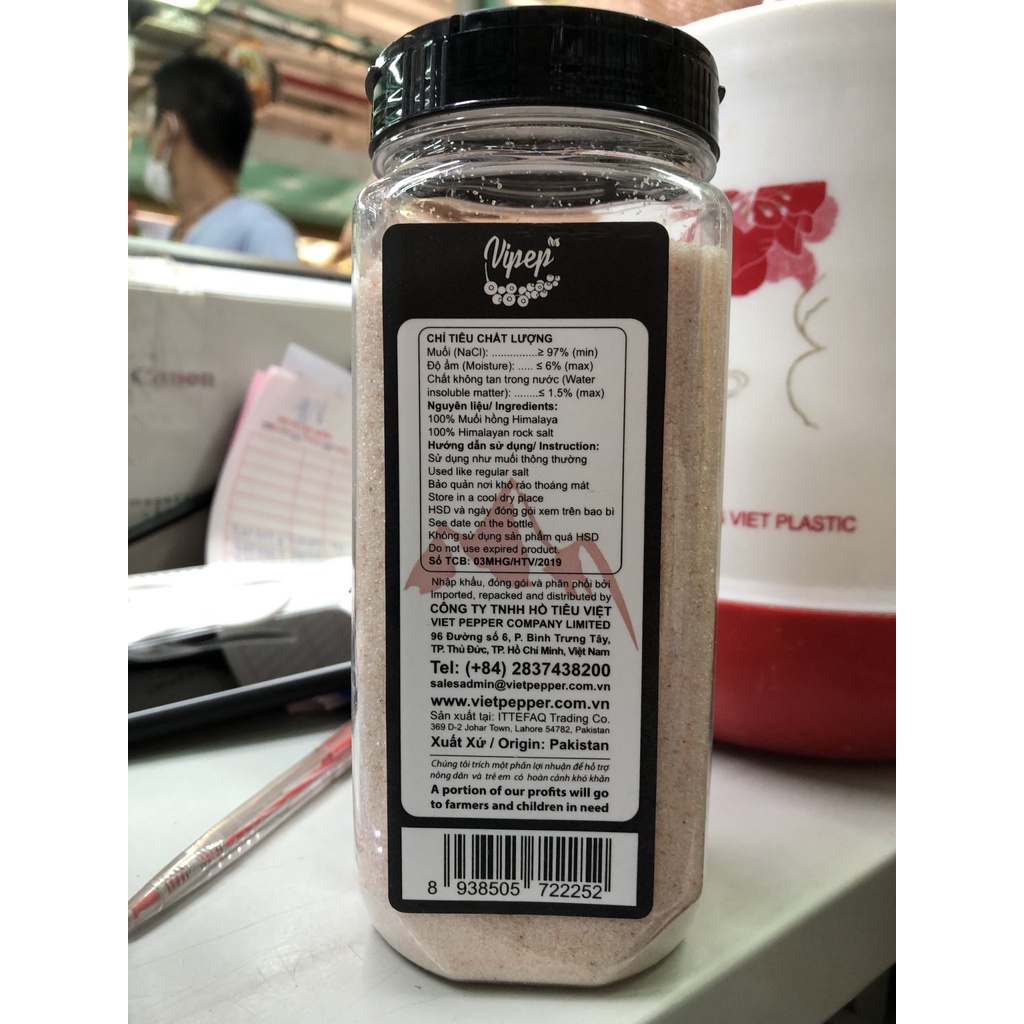 Vipep
CHỈ TIÊU CHẤT LƯỢNG
Muối (NaCl): ...............≥ 97% (min)
Độ ẩm (Moisture): ..... ≤ 6% (max)
Chất không tan trong nước (Water
insoluble matter): ........≤ 1.5% (max)
Nguyên liệu/ Ingredients:
100% Muối hồng Himalaya
100% Himalayan rock salt
Hướng dẫn sử dụng/ Instruction:
Sử dụng như muối thông thường
Used like regular salt
Bảo quản nơi khô ráo thoáng mát
Store in a cool dry place
HSD và ngày đóng gói xem trên bao bì
See date on the bottle
Không sử dụng sản phẩm quá HSD
Do not use expired product.
Số TCB: 03MHG/HTV/2019
Nhập khẩu, đóng gói và phân phối bởi
Imported, repacked and distributed by
CÔNG TY TNHH HỒ TIÊU VIỆT
VIET PEPPER COMPANY LIMITED
96 Đường số 6, P. Bình Trưng Tây,
TP. Thủ Đức, TP. Hồ Chí Minh, Việt Nam
Tel: (+84) 2837438200
salesadmin@vietpepper.com.vn
www.vietpepper.com.vn
Sản xuất tại: ITTEFAQ Trading Co.
369 D-2 Johar Town, Lahore 54782, Pakistan
Xuất Xứ / Origin: Pakistan
Chúng tôi trích một phần lợi nhuận để hỗ trợ
nông dân và trẻ em có hoàn cảnh khó khăn
A portion of our profits will go
to farmers and children in need
8 938505 722252
Canon
VIET PLASTIC